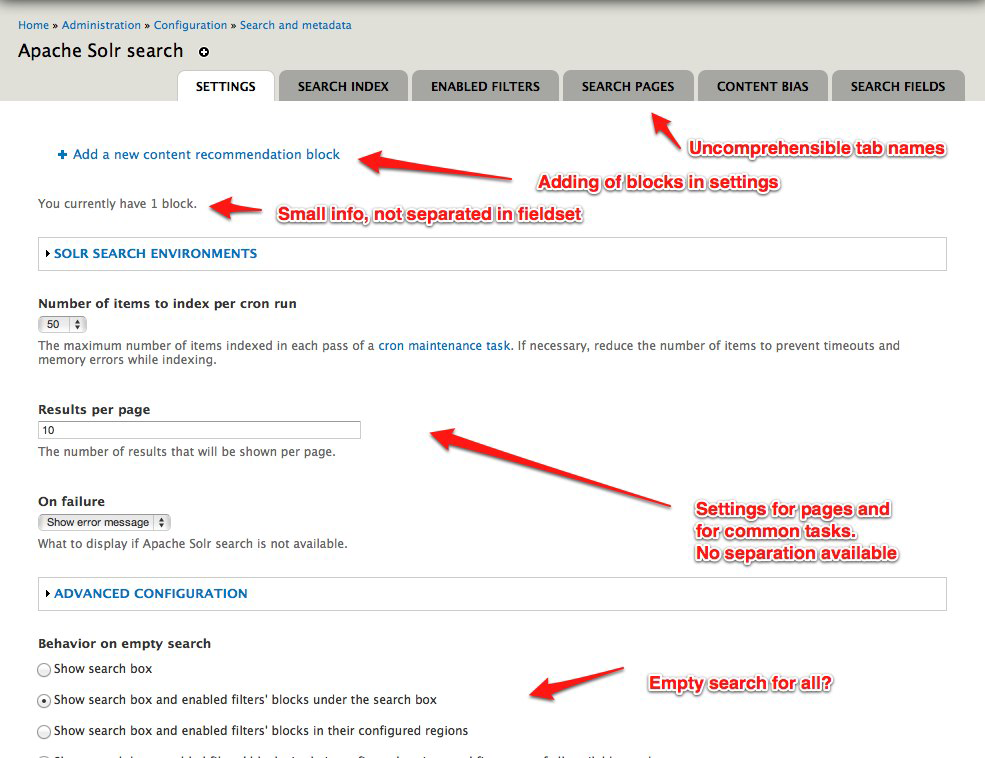 Home » Administration » Configuration » Search and metadata
Apache Solr search
SETTINGS SEARCH INDEX ENABLED FILTERS SEARCH PAGES CONTENT BIAS SEARCH FIELDS
Uncomprehensible tab names
Add a new content recommendation block
Adding of blocks in settings
You currently have 1 block.
Small info, not separated in fieldset
SOLR SEARCH ENVIRONMENTS
Number of items to index per cron run
50
The maximum number of items indexed in each pass of a cron maintenance task. If necessary, reduce the number of items to prevent timeouts and
memory errors while indexing.
Results per page
10
The number of results that will be shown per page.
On failure
Show error message
What to display if Apache Solr search is not available.
Settings for pages and
for common tasks.
No separation available
ADVANCED CONFIGURATION
Behavior on empty search
Show search box
Show search box and enabled filters' blocks under the search box
Empty search for all?
Show search box and enabled filters' blocks in their configured regions